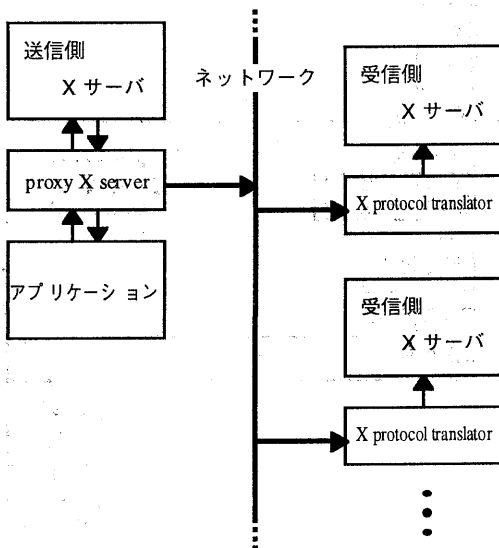 送信側
X サーバ
proxy X server
アプリケーション
ネットワーク
受信側
X サーバ
X protocol translator
受信側
X サーバ
X protocol translator